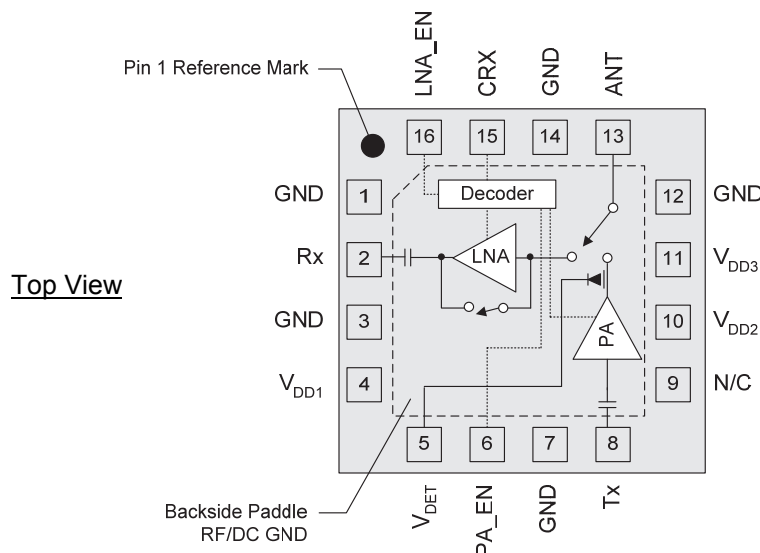 LNA_EN
CRX
GND
ANT
Pin 1 Reference Mark
16
15
14
13
GND
1
Decoder
12
GND
Rx
2
LNA
11
VDD3
Top View
GND
3
PA
10
VDD2
VDD1
4
9
N/C
5
6
7
8
Backside Paddle
RF/DC GND
VDET
PA_EN
GND
Tx